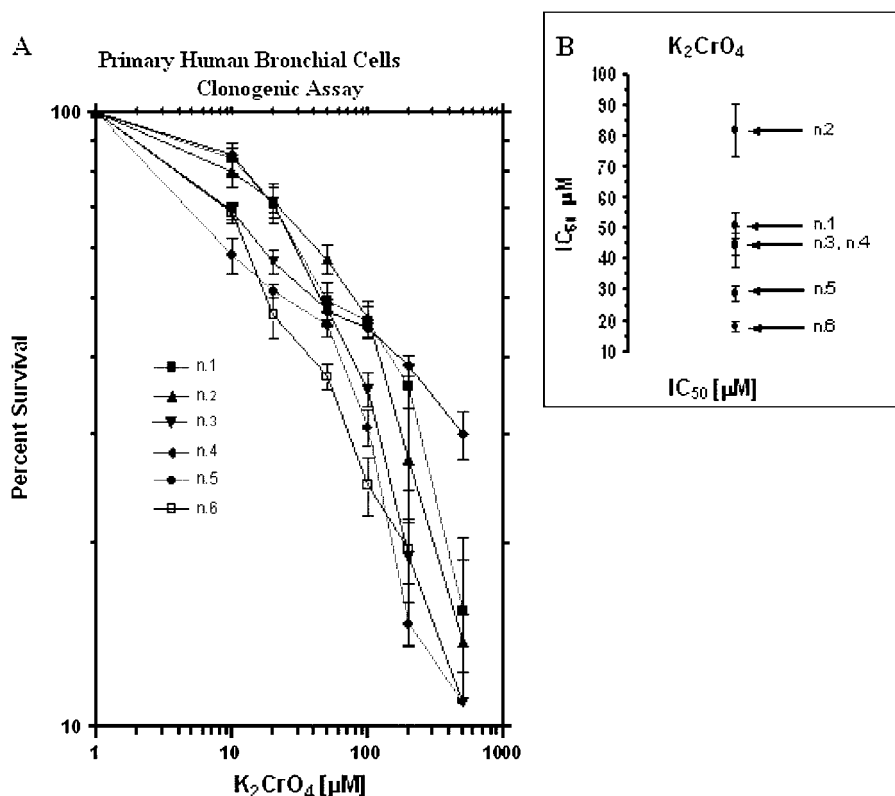 A
Primary Human Bronchial Cells
Clonogenic Assay
100
10
Percent Survival
n.1
n.2
n.3
n.4
n.5
n.6
1
10
100
1000
K₂CrO₄ [µM]
B
K₂CrO₄
100
90
80
70
60
50
40
30
20
10
IC₅₀ µM
n.2
n.1
n.3, n.4
n.5
n.6
IC₅₀ [µM]